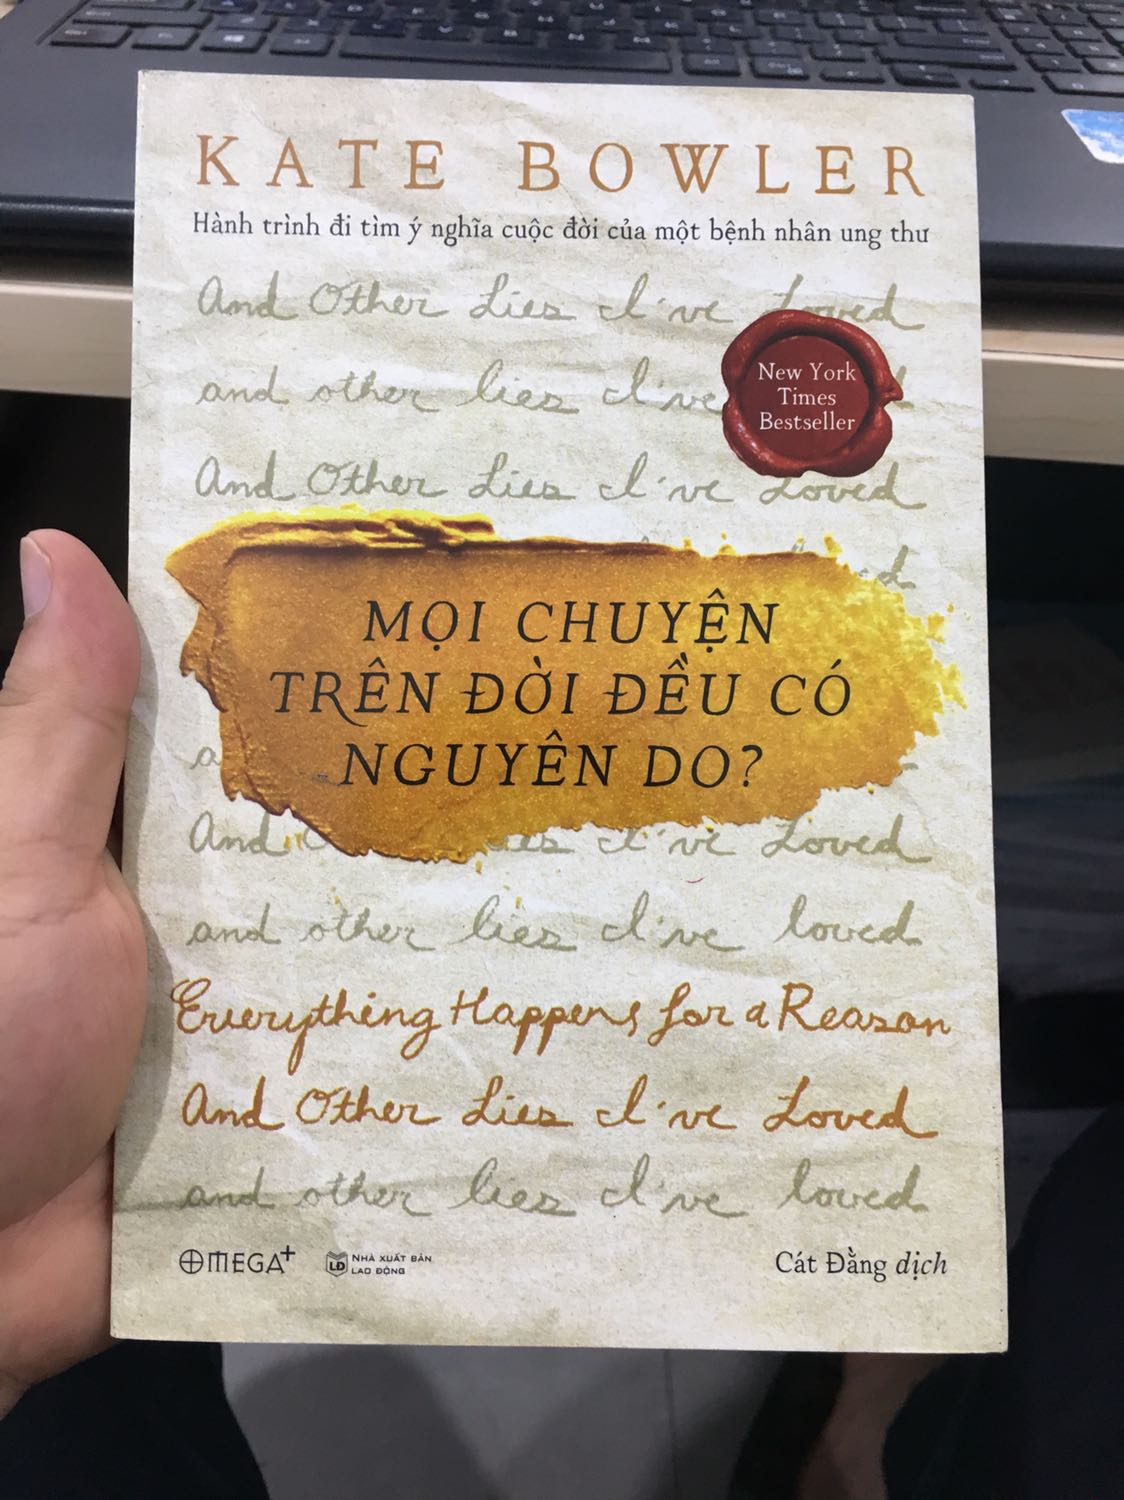 KATE BOWLER
Hành trình đi tìm ý nghĩa cuộc đời của một bệnh nhân ung thư
And Other Lies I've Loved
and other lies I've
New York
Times
Bestseller
And Other Lies I've Loved
MỌI CHUYỆN
TRÊN ĐỜI ĐỀU CÓ
NGUYÊN DO?
And I've Loved
and other lies I've loved
Everything Happens for a Reason
And Other Lies I've Loved
and other lies I've loved
OMEGA+
LĐ
NHÀ XUẤT BẢN
LAO ĐỘNG
Cát Đằng dịch